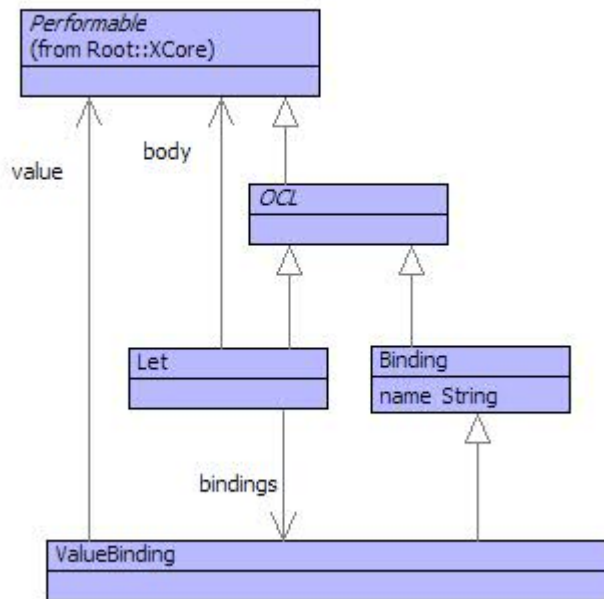 Performable
(from Root::XCore)
body
value
OCL
Let
Binding
name String
bindings
ValueBinding